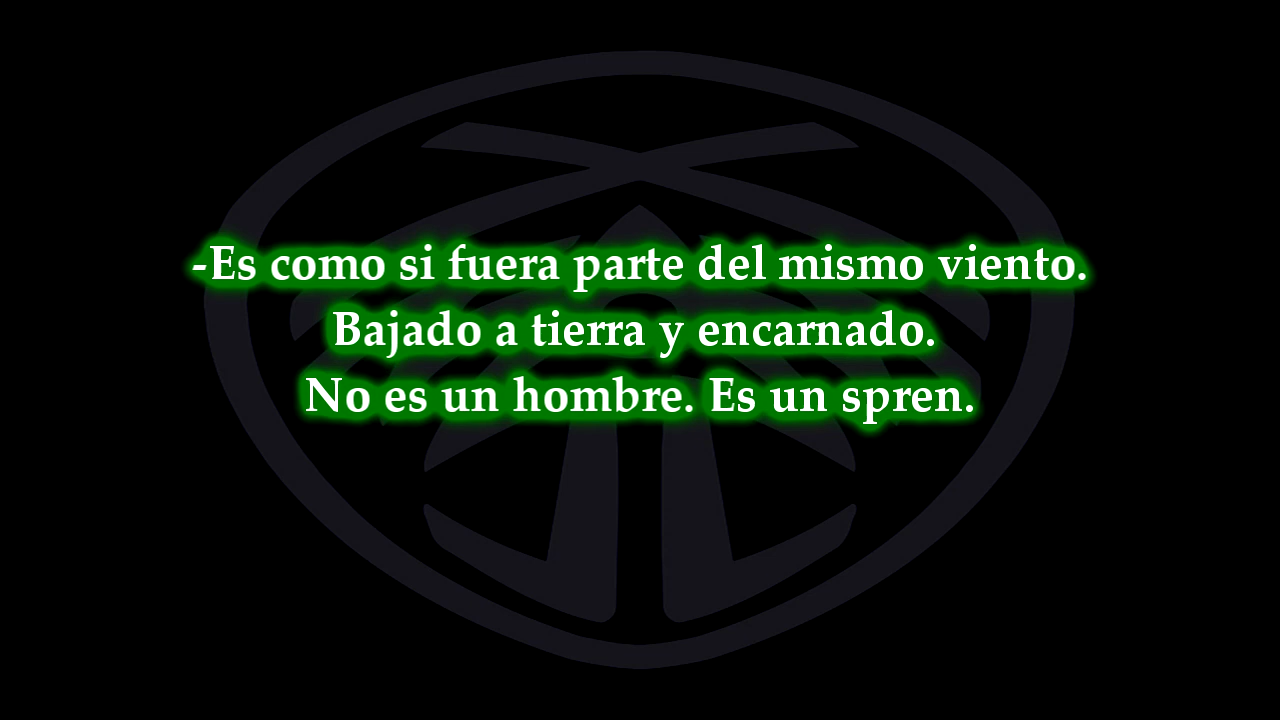 -Es como si fuera parte del mismo viento.
Bajado a tierra y encarnado.
No es un hombre. Es un spren.